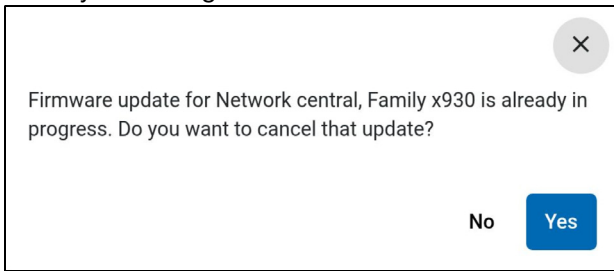 Firmware update for Network central, Family x930 is already in
progress. Do you want to cancel that update?
No Yes